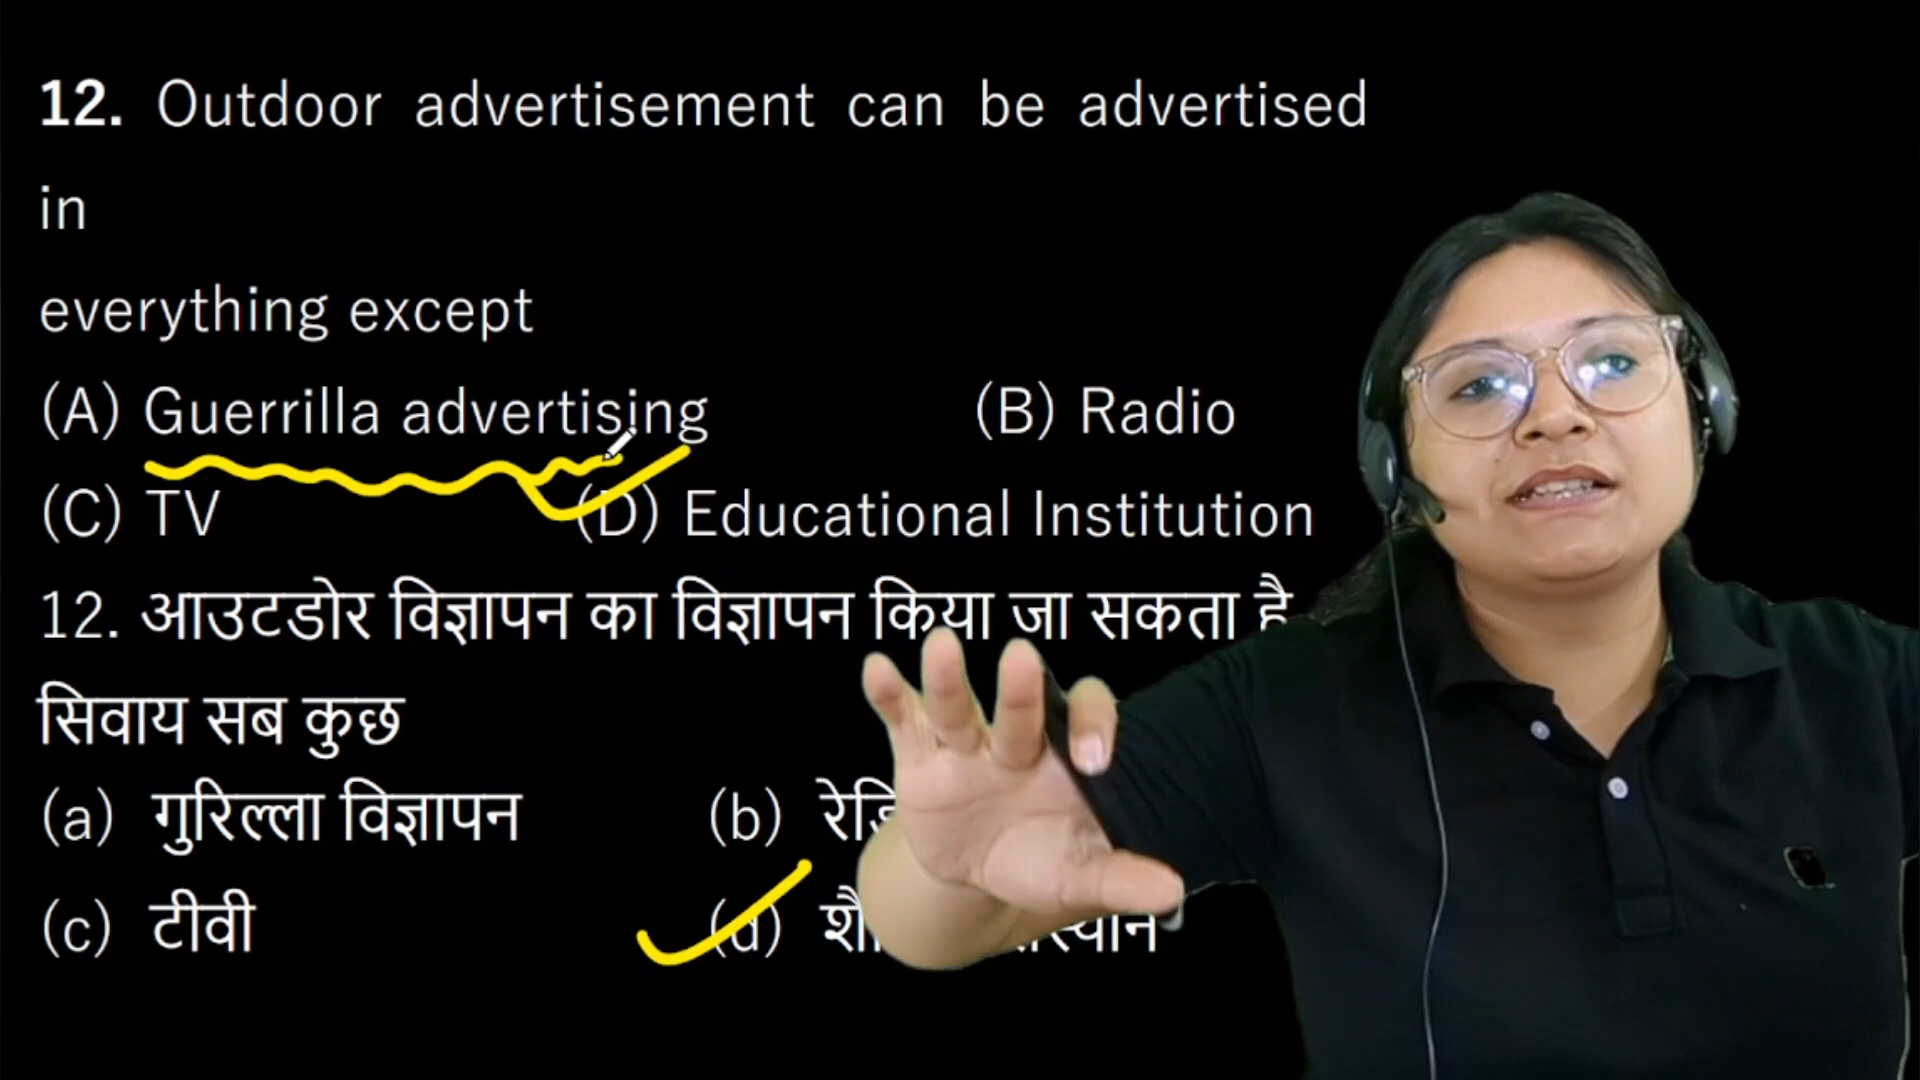 12. Outdoor advertisement can be advertised
in
everything except
(A) Guerrilla advertising (B) Radio
(C) TV (D) Educational Institution
12. आउटडोर विज्ञापन का विज्ञापन किया जा सकता है
सिवाय सब कुछ
(a) गुरिल्ला विज्ञापन (b)
(c) टीवी (d)